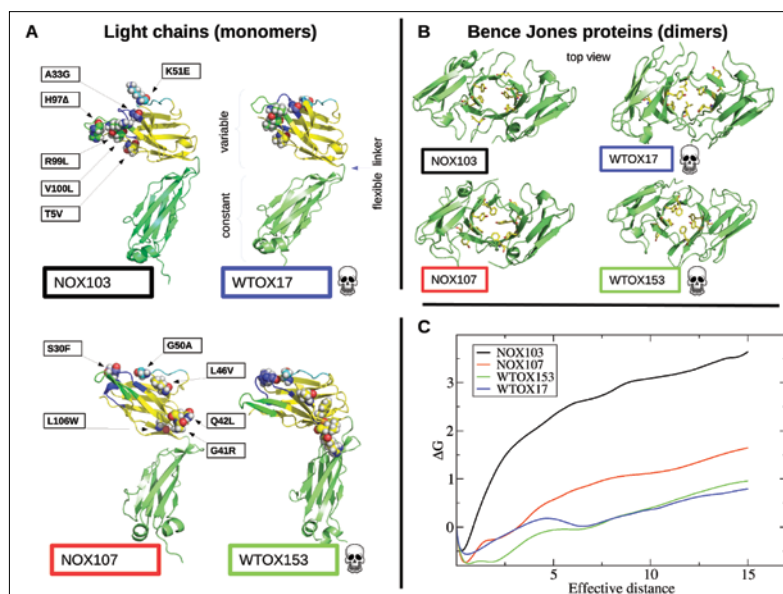 A Light chains (monomers)
A33G
K51E
H97Δ
R99L
V100L
T5V
variable
constant
flexible linker
NOX103
WTOX17
S30F
G50A
L46V
L106W
Q42L
G41R
NOX107
WTOX153
B Bence Jones proteins (dimers)
top view
NOX103
WTOX17
NOX107
WTOX153
C
NOX103
NOX107
WTOX153
WTOX17
ΔG
3
2
1
0
5 10 15
Effective distance